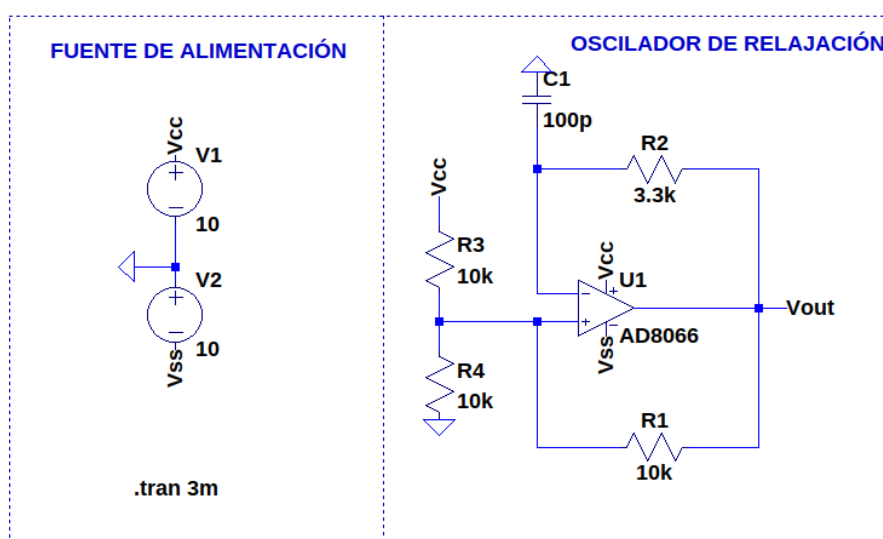 FUENTE DE ALIMENTACIÓN
Vcc
V1
10
V2
10
Vss
.tran 3m
OSCILADOR DE RELAJACIÓN
C1
100p
R2
3.3k
Vcc
R3
10k
Vcc
U1
AD8066
Vss
Vout
R4
10k
R1
10k